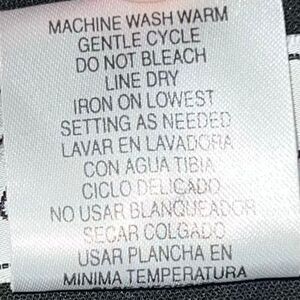 MACHINE WASH WARM
GENTLE CYCLE
DO NOT BLEACH
LINE DRY
IRON ON LOWEST
SETTING AS NEEDED
LAVAR EN LAVADORA
CON AGUA TIBIA
CICLO DELICADO
NO USAR BLANQUEADOR
SECAR COLGADO
USAR PLANCHA EN
MINIMA TEMPERATURA